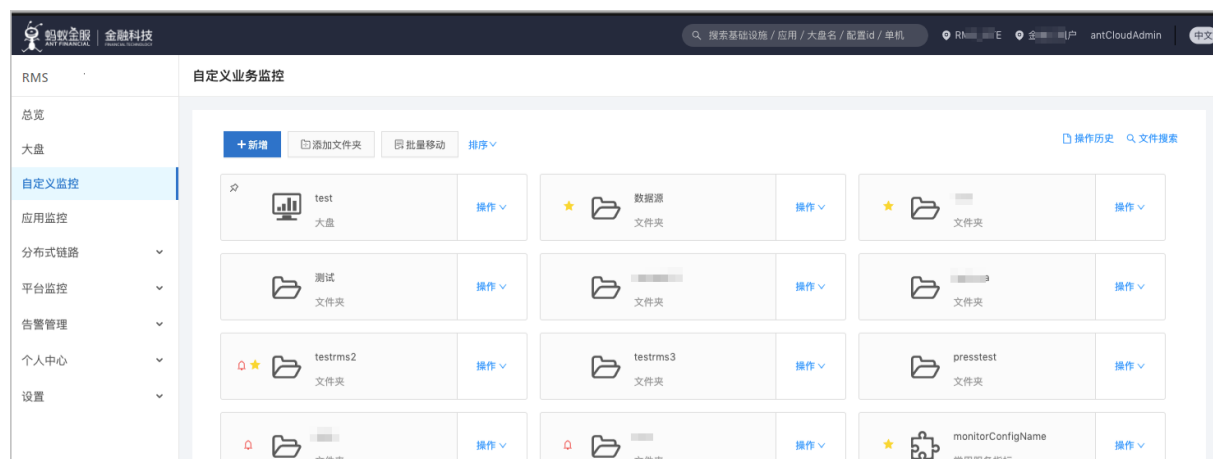 蚂蚁金服 金融科技
ANT FINANCIAL FINANCIAL TECHNOLOGY
搜索基础设施 / 应用 / 大盘名 / 配置id / 单机
antCloudAdmin
中文
RMS
自定义业务监控
总览
大盘
自定义监控
应用监控
分布式链路
平台监控
告警管理
个人中心
设置
+新增 添加文件夹 批量移动 排序
操作历史 文件搜索
test
大盘
操作
数据源
文件夹
操作
文件夹
操作
测试
文件夹
操作
文件夹
操作
文件夹
操作
testrms2
文件夹
操作
testrms3
文件夹
操作
presstest
文件夹
操作
操作
操作
monitorConfigName
操作